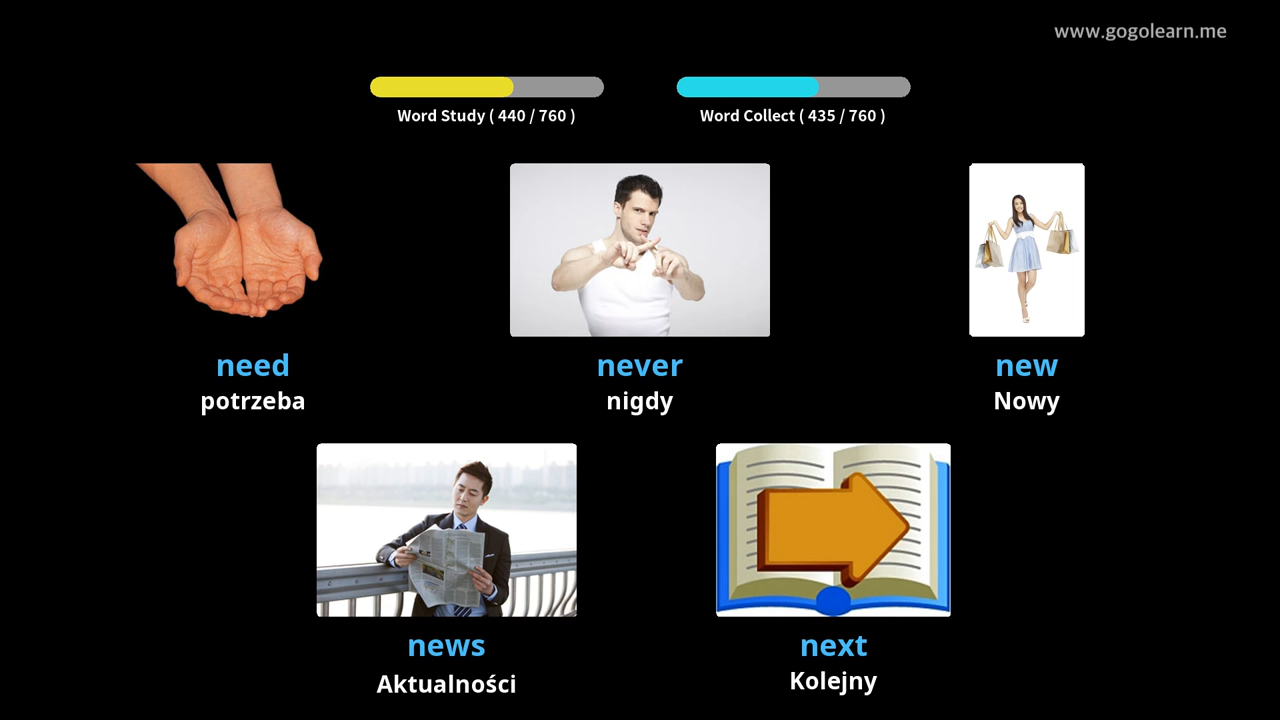 www.gogolearn.me
Word Study ( 440 / 760 )
Word Collect ( 435 / 760 )
need
potrzeba
never
nigdy
new
Nowy
news
Aktualności
next
Kolejny